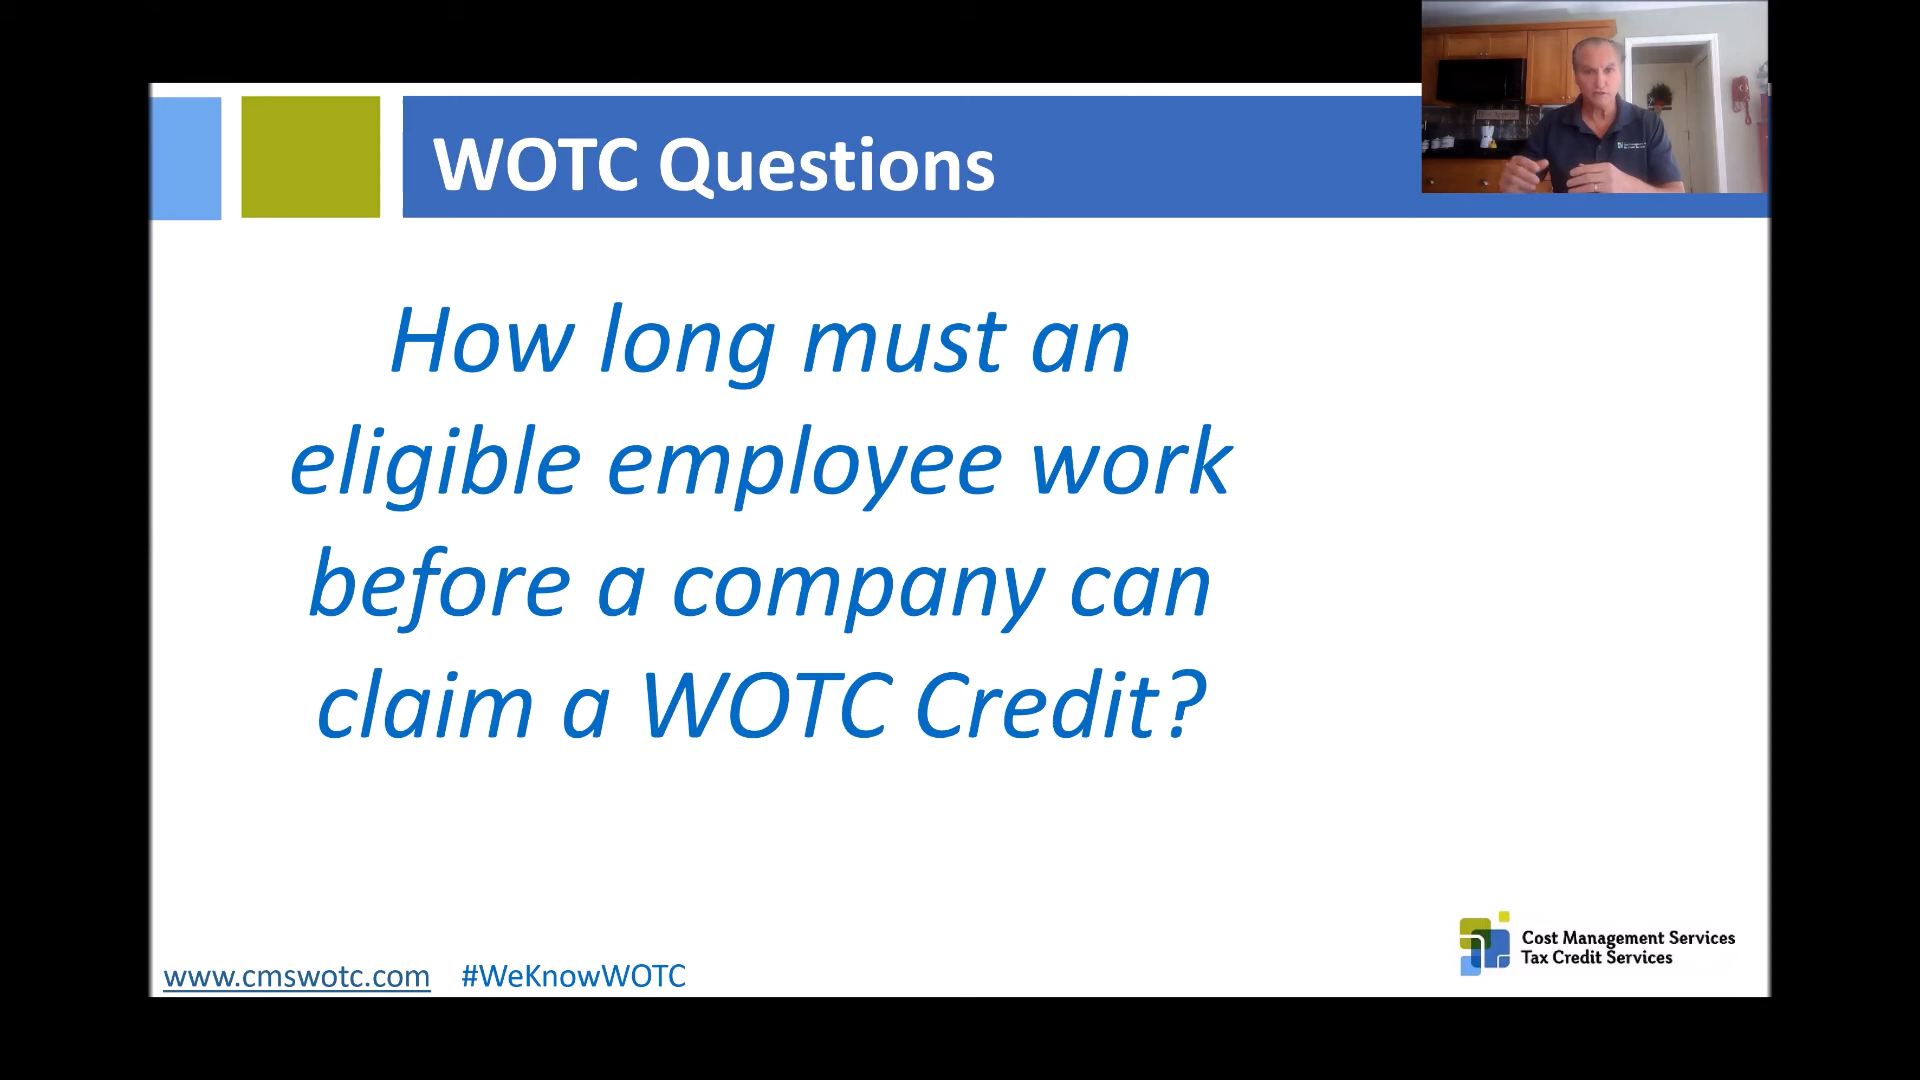 WOTC Questions
How long must an
eligible employee work
before a company can
claim a WOTC Credit?
Cost Management Services
Tax Credit Services
www.cmswotc.com #WeKnowWOTC